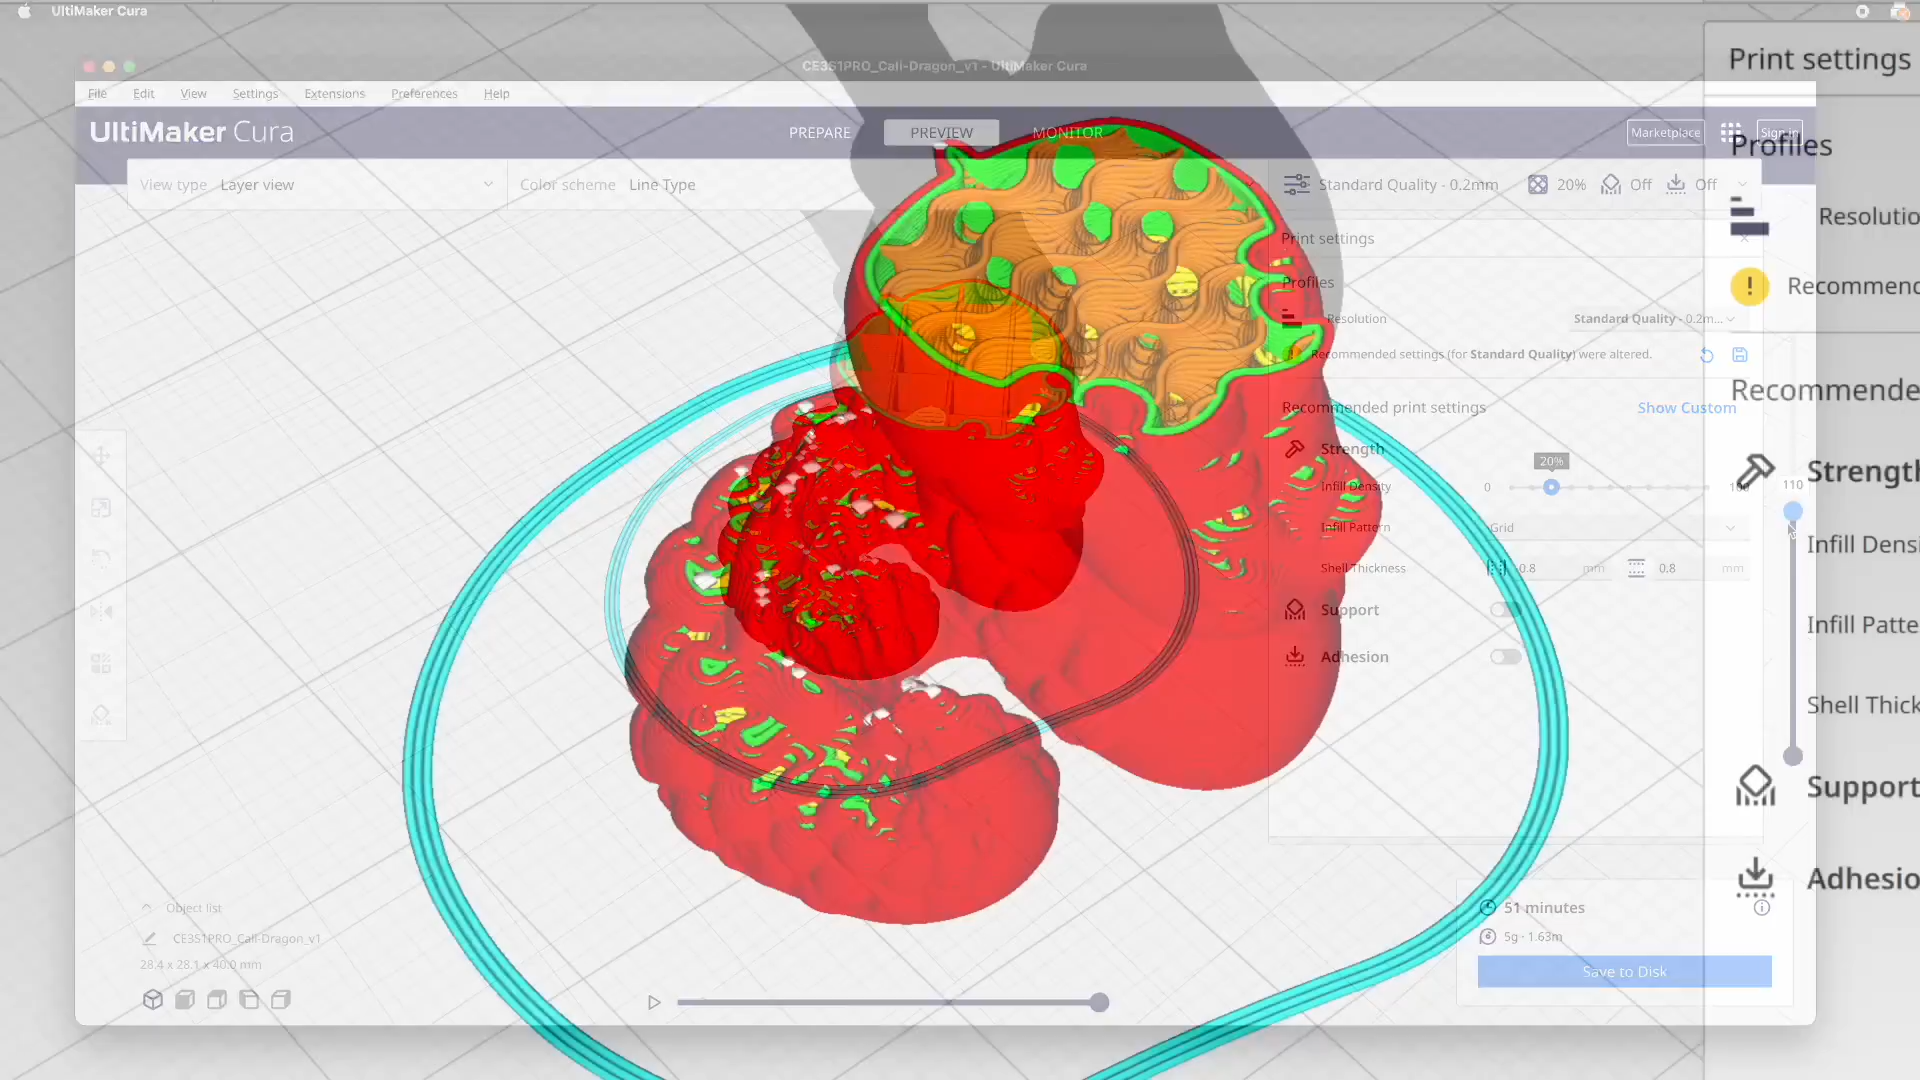 UltiMaker Cura
CE3S1PRO_Cali-Dragon_v1 - UltiMaker Cura
File Edit View Settings Extensions Preferences Help
UltiMaker Cura
PREPARE PREVIEW MONITOR
Marketplace Sign in
View type Layer view
Color scheme Line Type
Standard Quality - 0.2mm 20% Off Off
Print settings
Profiles
Resolution Standard Quality - 0.2m...
Recommended settings (for Standard Quality) were altered.
Recommended print settings Show Custom
Strength
20%
Infill Density 0 100
Infill Pattern Grid
Shell Thickness 0.8 mm 0.8 mm
Support
Adhesion
110
Print settings
Profiles
Resolutio
Recommenc
Recommende
Strength
Infill Densi
Infill Patte
Shell Thick
Support
Adhesio
Object list
CE3S1PRO_Cali-Dragon_v1
28.4 x 28.1 x 40.0 mm
51 minutes
5g · 1.63m
Save to Disk